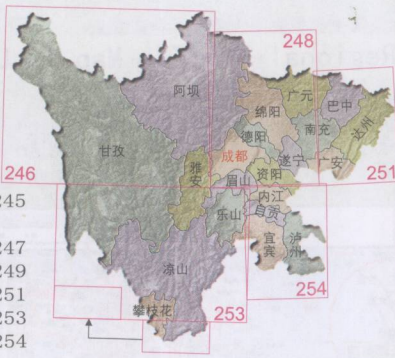 248
阿坝
广元
巴中
绵阳
达州
德阳
南充
甘孜
成都
遂宁
广安
雅安
246
资阳
251
眉山
内江
245
乐山
自贡
宜宾
泸州
247
凉山
249
254
251
攀枝花
253
253
254